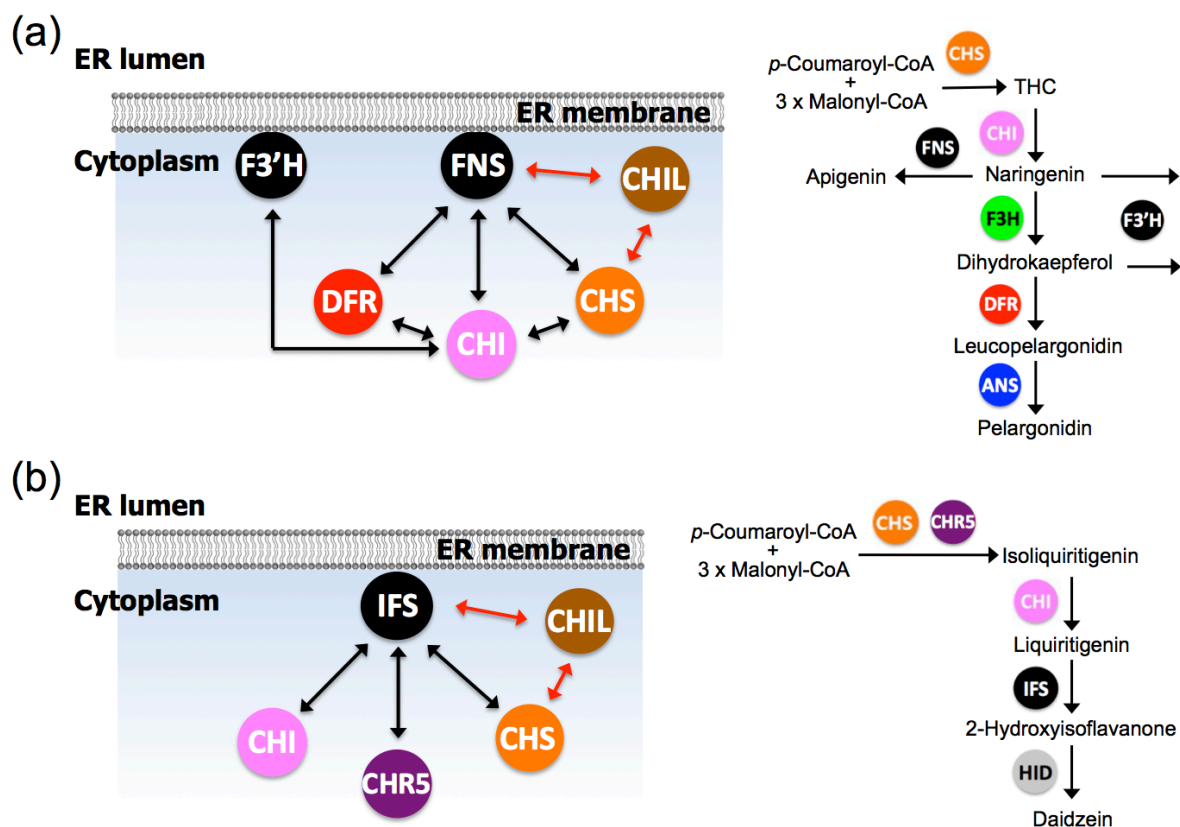 (a)
ER lumen
ER membrane
Cytoplasm
F3'H
FNS
CHIL
DFR
CHS
CHI
p-Coumaroyl-CoA
+
3 x Malonyl-CoA
CHS
THC
CHI
FNS
Apigenin
Naringenin
F3H
F3'H
Dihydrokaepferol
DFR
Leucopelargonidin
ANS
Pelargonidin
(b)
ER lumen
ER membrane
Cytoplasm
IFS
CHIL
CHI
CHS
CHR5
p-Coumaroyl-CoA
+
3 x Malonyl-CoA
CHS
CHR5
Isoliquiritigenin
CHI
Liquiritigenin
IFS
2-Hydroxyisoflavanone
HID
Daidzein